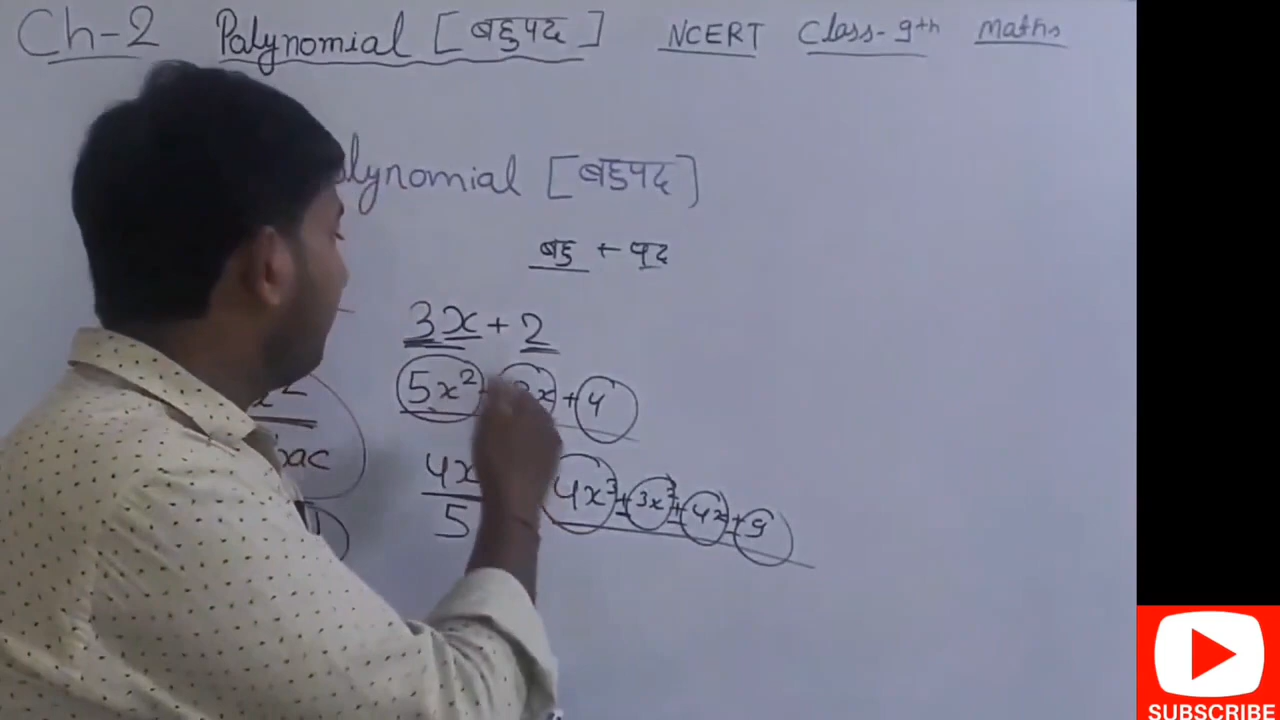 Ch-2 Polynomial [बहुपद] NCERT Class-9th Maths
lynomial [बहुपद]
बहु + पद
3x + 2
5x² x + 4
4x
5
4x³ + 3x² + 4x + 9
ac
SUBSCRIBE